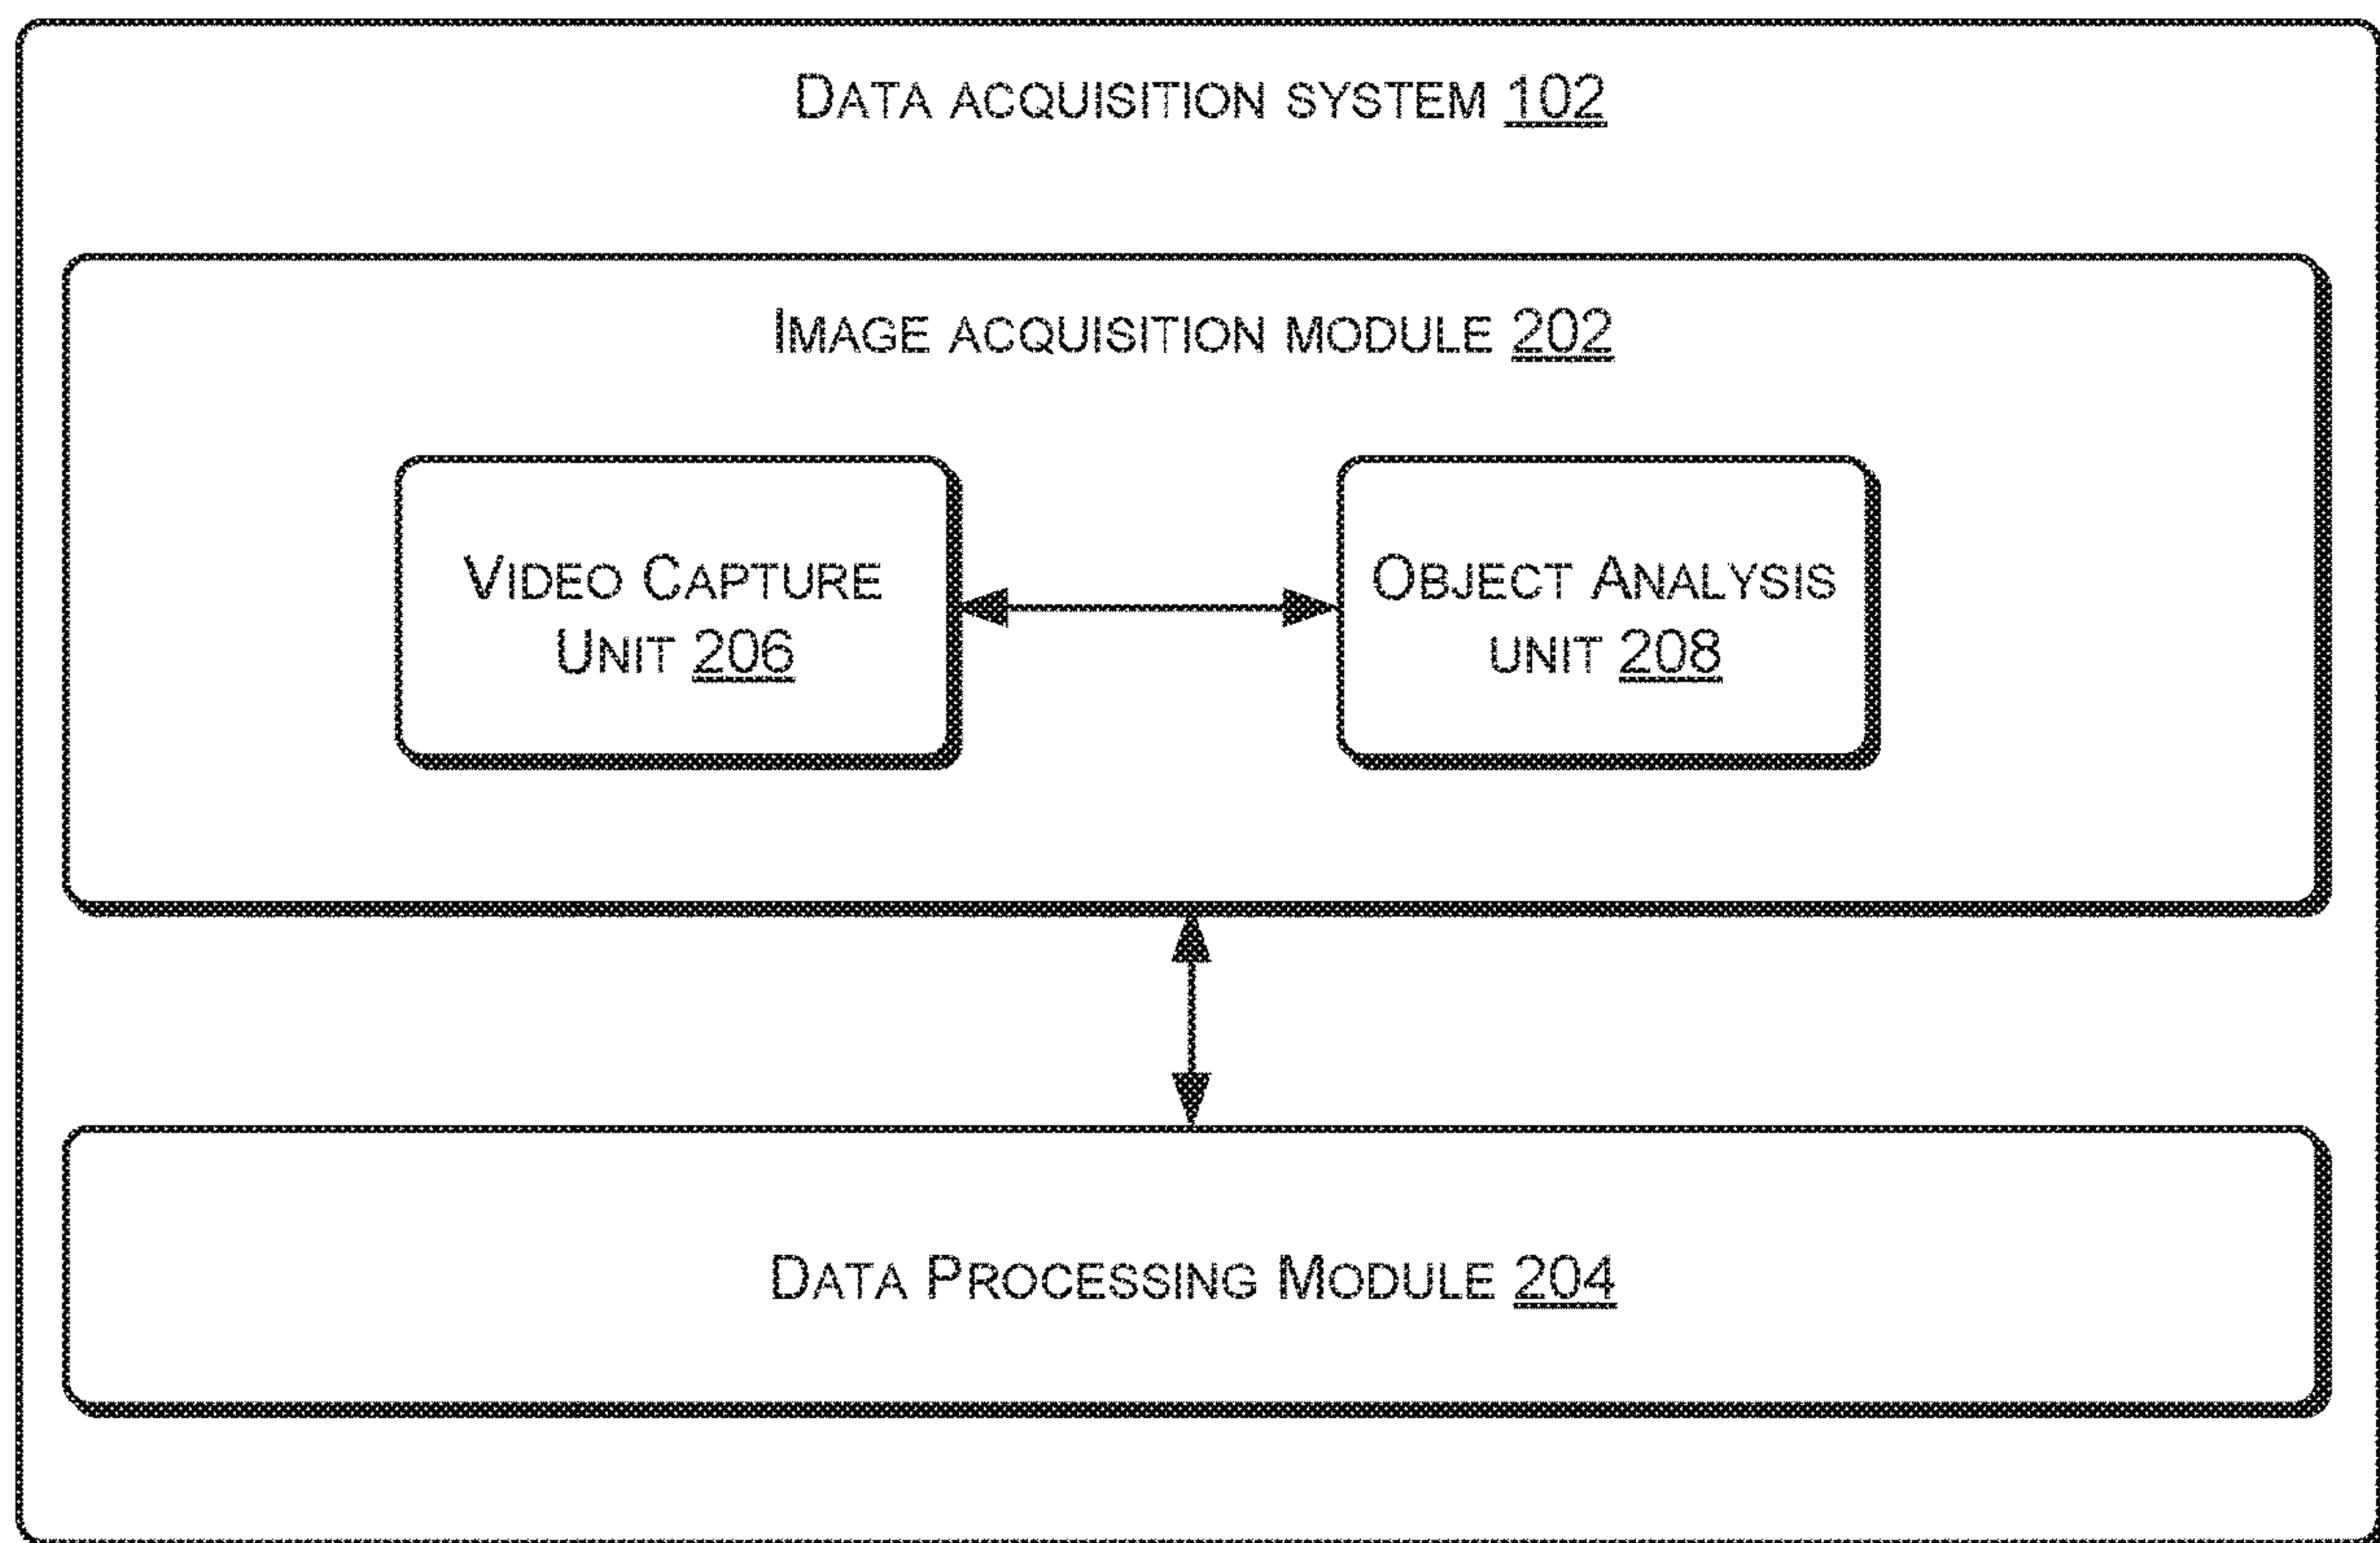 DATA ACQUISITION SYSTEM 102
IMAGE ACQUISITION MODULE 202
VIDEO CAPTURE
UNIT 206
OBJECT ANALYSIS
UNIT 208
DATA PROCESSING MODULE 204